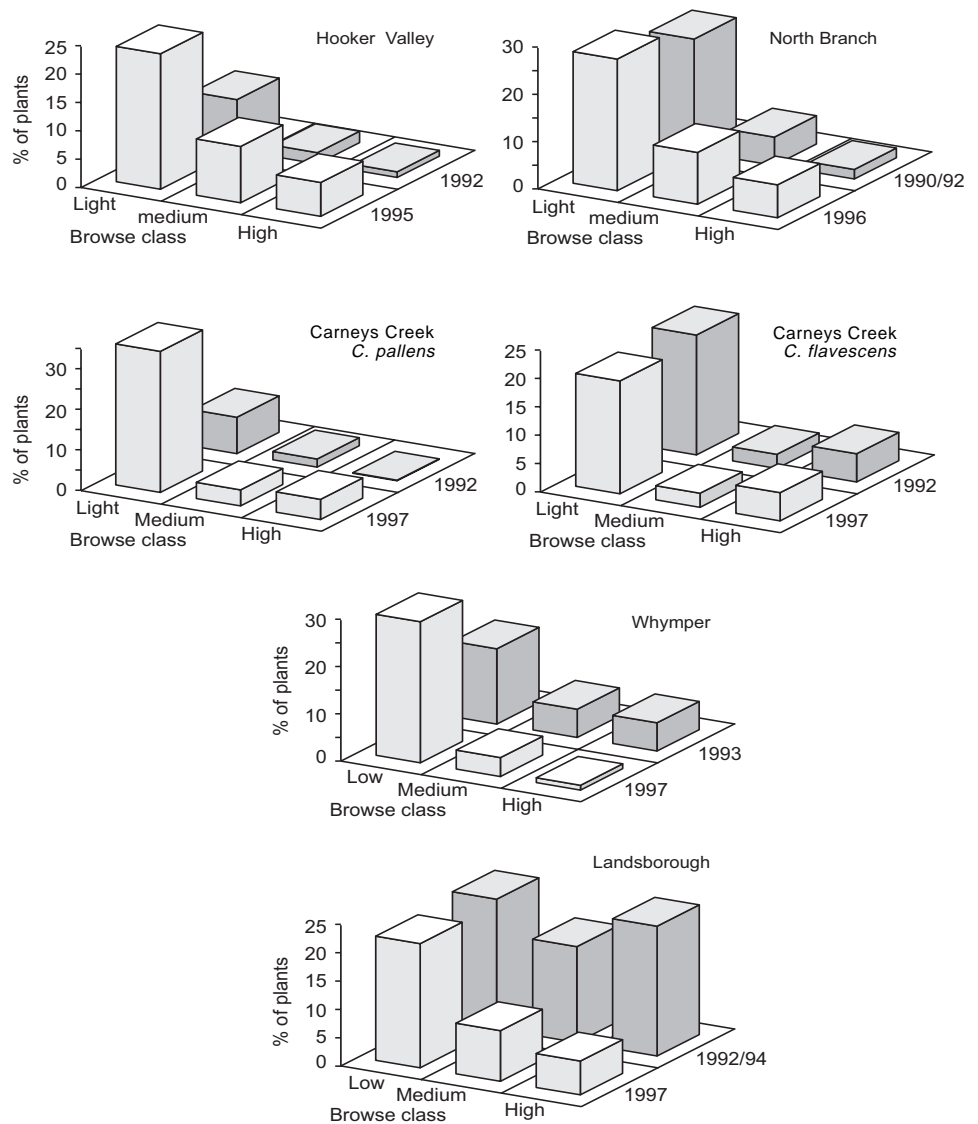 Hooker Valley
25
20
15
10
5
0
% of plants
Light
medium
High
Browse class
1992
1995
North Branch
30
20
10
0
Light
medium
High
Browse class
1990/92
1996
Carneys Creek
C. pallens
30
20
10
0
% of plants
Light
Medium
High
Browse class
1992
1997
Carneys Creek
C. flavescens
25
20
15
10
5
0
Light
Medium
High
Browse class
1992
1997
Whymper
30
20
10
0
% of plants
Low
Medium
High
Browse class
1993
1997
Landsborough
25
20
15
10
5
0
% of plants
Low
Medium
High
Browse class
1992/94
1997